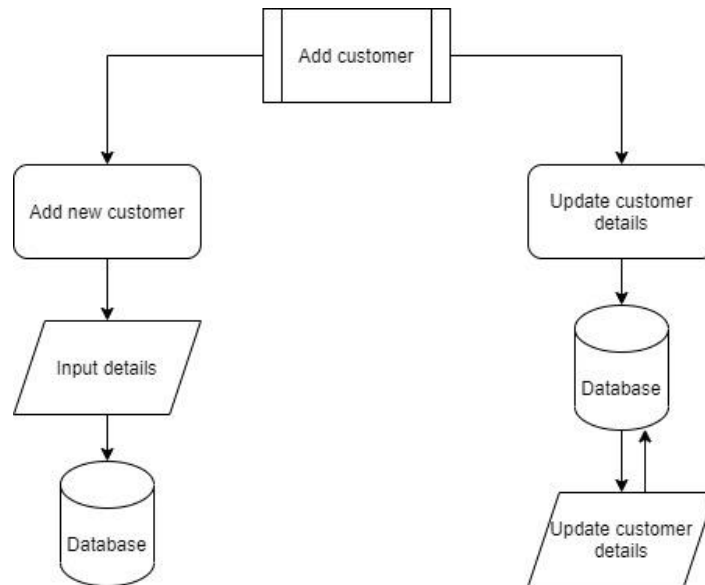 Add customer
Add new customer
Update customer
details
Input details
Database
Database
Update customer
details